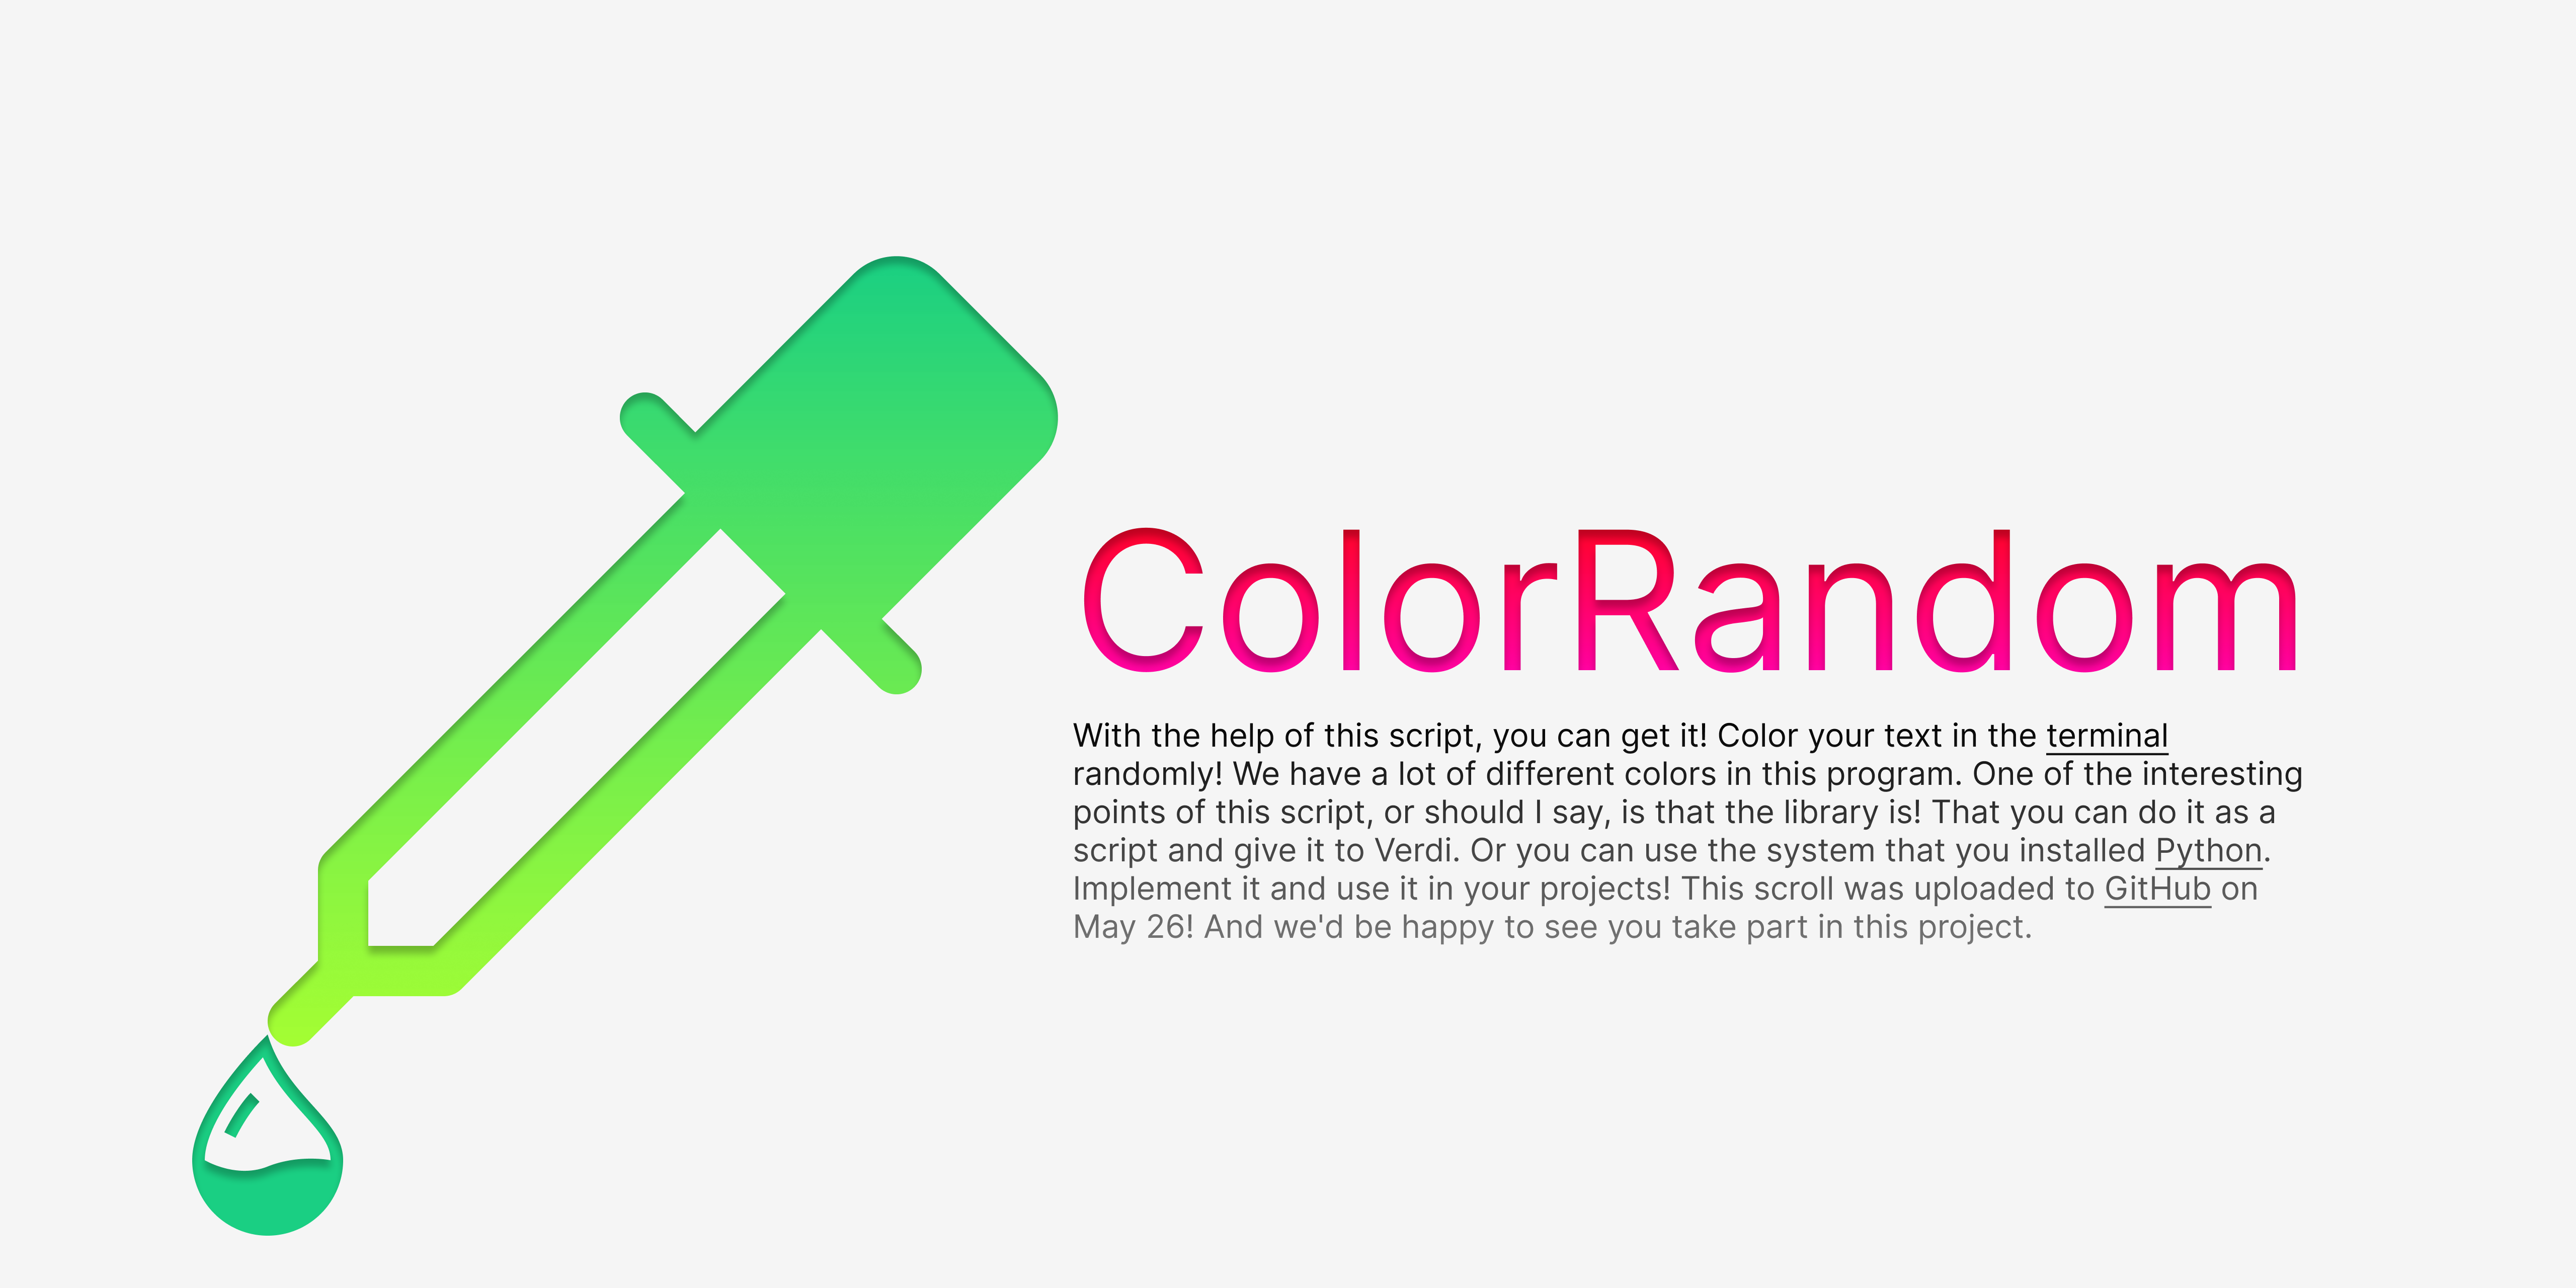 ColorRandom
With the help of this script, you can get it! Color your text in the terminal
randomly! We have a lot of different colors in this program. One of the interesting
points of this script, or should I say, is that the library is! That you can do it as a
script and give it to Verdi. Or you can use the system that you installed Python.
Implement it and use it in your projects! This scroll was uploaded to GitHub on
May 26! And we'd be happy to see you take part in this project.